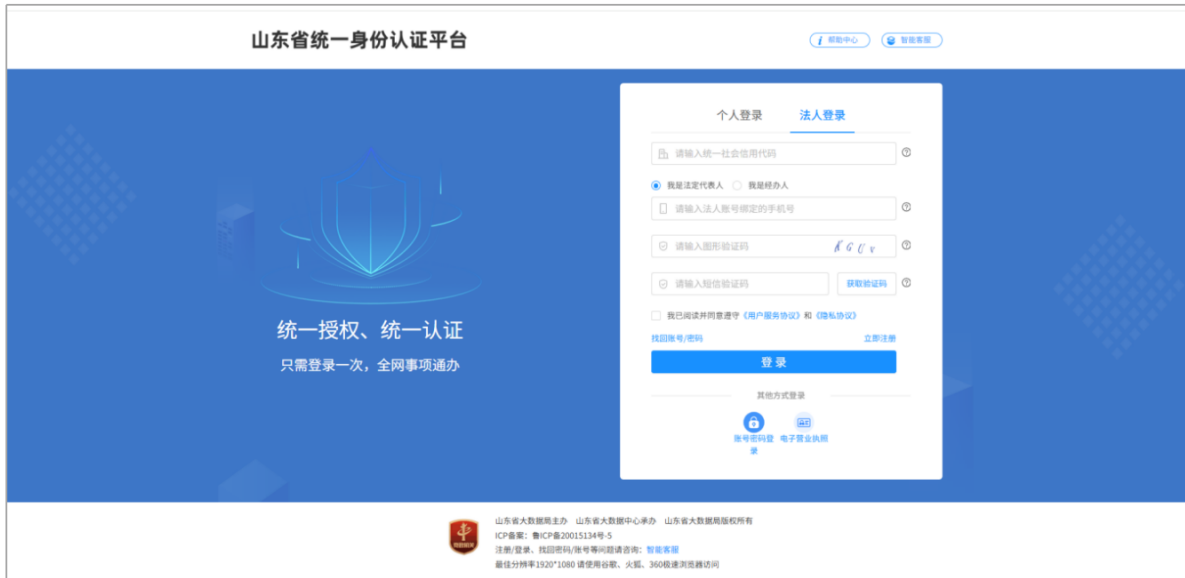 山东省统一身份认证平台
帮助中心
智能客服
个人登录 法人登录
请输入统一社会信用代码
我是法定代表人 我是经办人
请输入法人账号绑定的手机号
请输入图形验证码 K G U v
请输入短信验证码 获取验证码
我已阅读并同意遵守《用户服务协议》和《隐私协议》
找回账号/密码 立即注册
登录
其他方式登录
账号密码登
录
电子营业执照
统一授权、统一认证
只需登录一次，全网事项通办
山东省大数据局主办 山东省大数据中心承办 山东省大数据局版权所有
ICP备案：鲁ICP备20015134号-5
注册/登录、找回密码/账号等问题请咨询：智能客服
最佳分辨率1920*1080 请使用谷歌、火狐、360极速浏览器访问